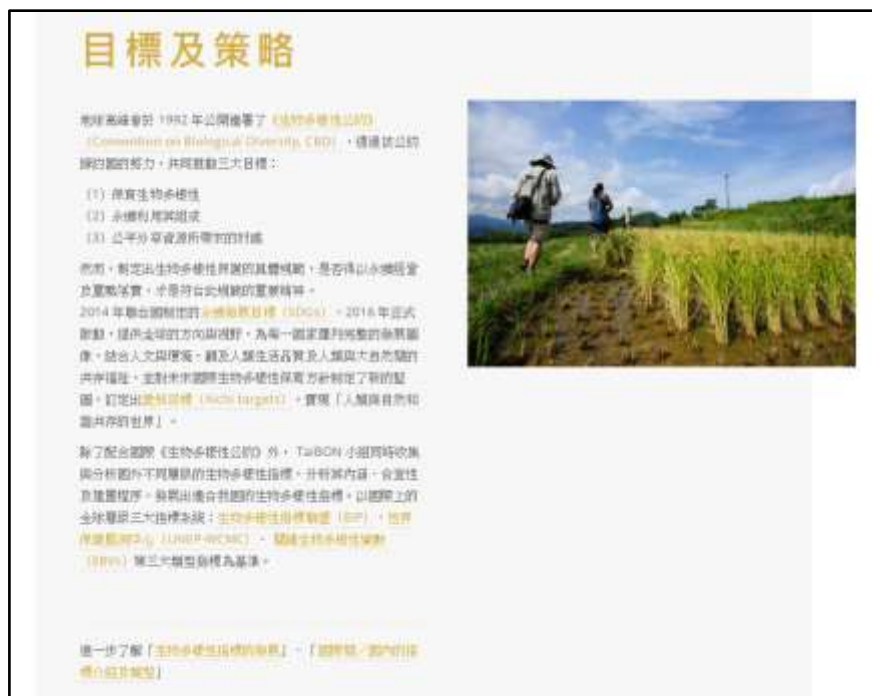 目標及策略
地球高峰會於 1992 年公開簽署了《生物多樣性公約》
（Convention on Biological Diversity, CBD），透過該公約
締約國的努力，共同推動三大目標：
（1）保育生物多樣性
（2）永續利用其組成
（3）公平分享資源所帶來的好處
然而，制定出生物多樣性保護的具體規範，是否得以永續經營
及重點落實，才是符合此規範的重要精神。
2014 年聯合國制定的永續發展目標（SDGs），2016 年正式
啟動，提供全球的方向與視野，為每一國家羅列完整的發展圖
像，結合人文與環境，顧及人類生活品質及人類與大自然間的
共存福祉，並對未來國際生物多樣性保育方針制定了新的藍
圖，訂定出愛知目標（Aichi targets），實現「人類與自然和
諧共存的世界」。
除了配合國際《生物多樣性公約》外， TaiBON 小組同時收集
與分析國外不同層級的生物多樣性指標，分析其內涵、合宜性
及建置程序，發展出適合我國的生物多樣性指標，以國際上的
全球層級三大指標系統：生物多樣性指標聯盟（BIP）、世界
保護監測中心（UNEP-WCMC）、 關鍵生物多樣性變數
（EBVs）等三大類型指標為基準。
進一步了解「生物多樣性指標的發展」、「國際間／國內的指
標介紹及類型」